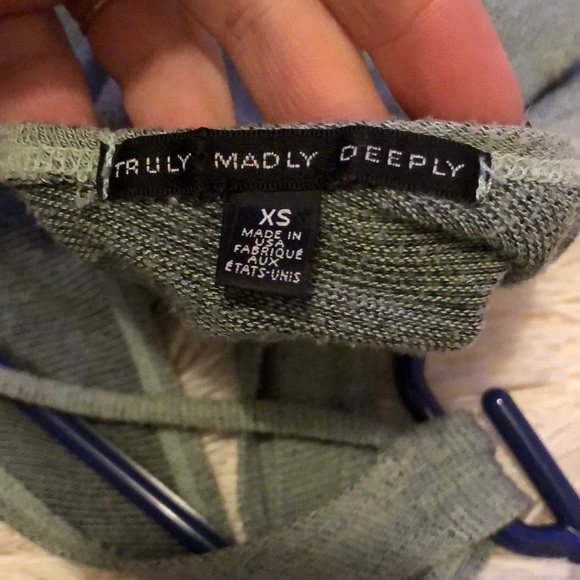 TRULY MADLY DEEPLY
XS
MADE IN
USA
FABRIQUÉ
AUX
ÉTATS-UNIS